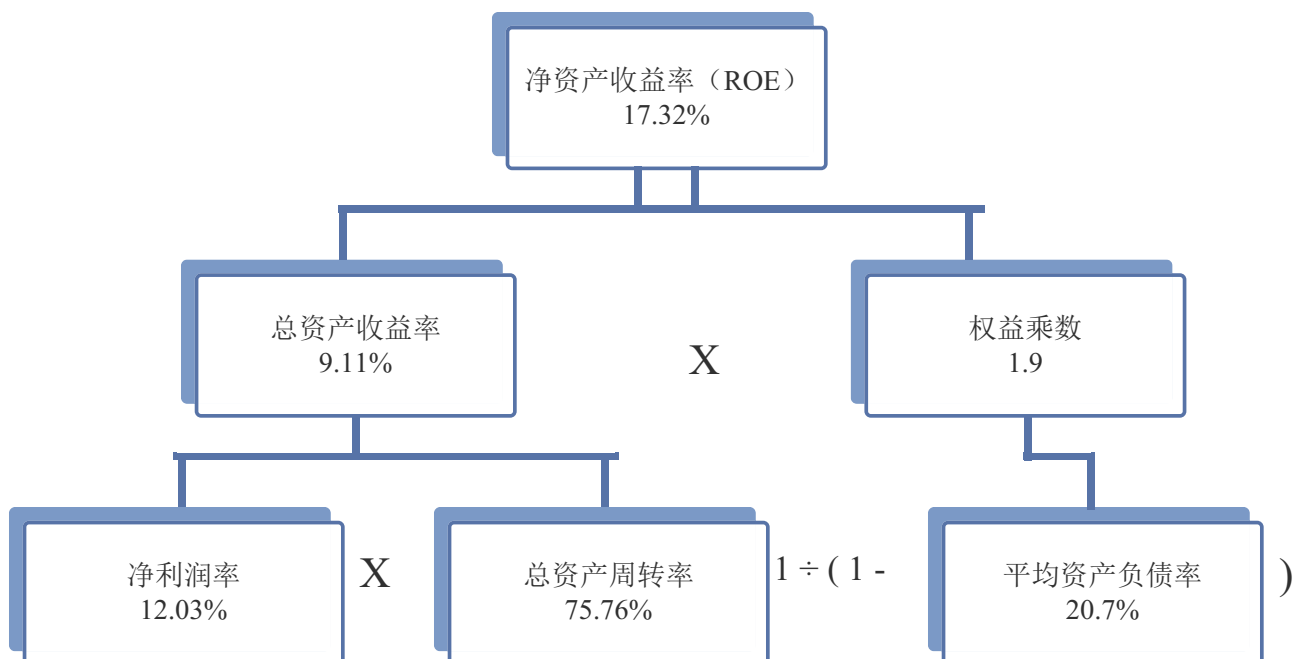 净资产收益率（ROE）
17.32%
总资产收益率
9.11%
X
权益乘数
1.9
净利润率
12.03%
X
总资产周转率
75.76%
1 ÷ ( 1 -
平均资产负债率
20.7%
)